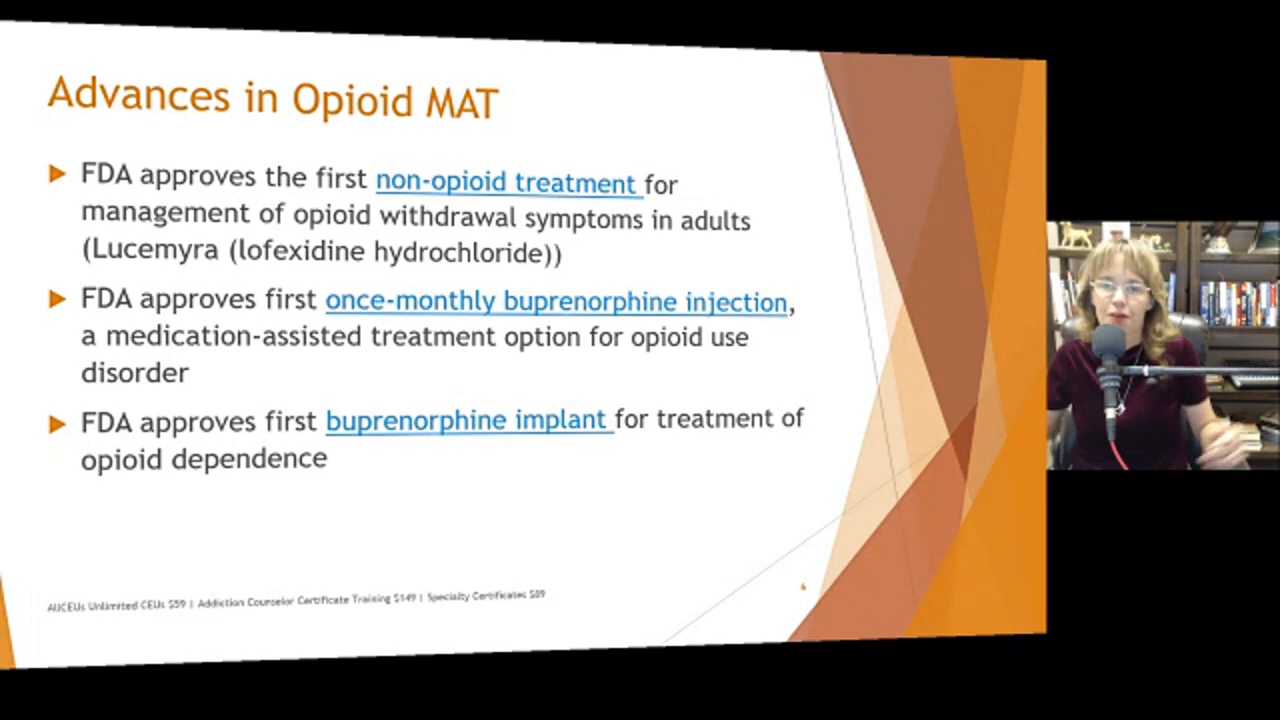 Advances in Opioid MAT
FDA approves the first non-opioid treatment for
management of opioid withdrawal symptoms in adults
(Lucemyra (lofexidine hydrochloride))
FDA approves first once-monthly buprenorphine injection,
a medication-assisted treatment option for opioid use
disorder
FDA approves first buprenorphine implant for treatment of
opioid dependence
AllCEUs Unlimited CEUs $59 | Addiction Counselor Certificate Training $149 | Specialty Certificates $89